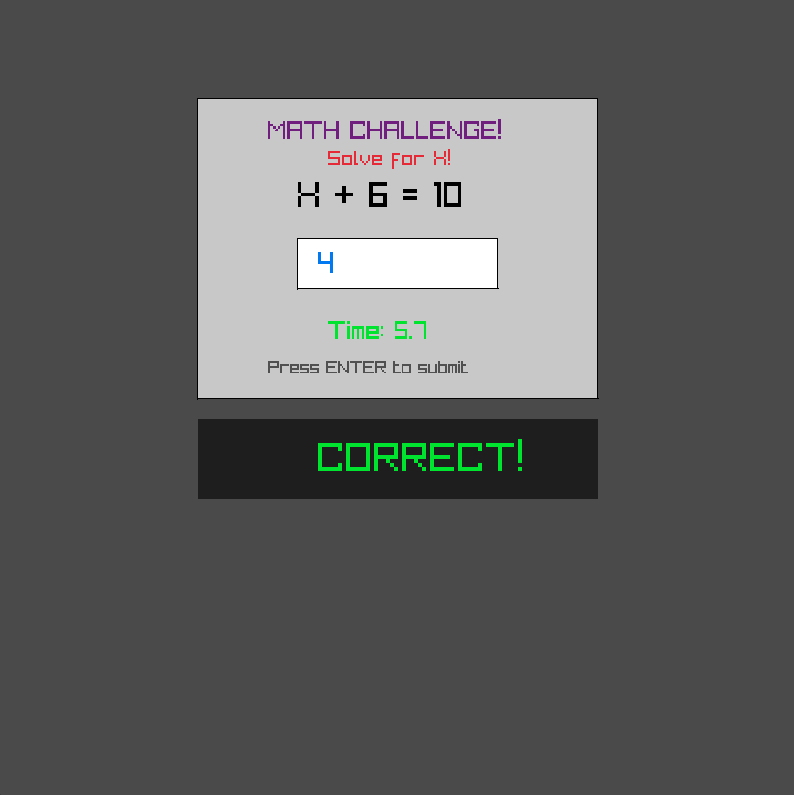 MATH CHALLENGE!
Solve for X!
X + 6 = 10
4
Time: 5.7
Press ENTER to submit
CORRECT!